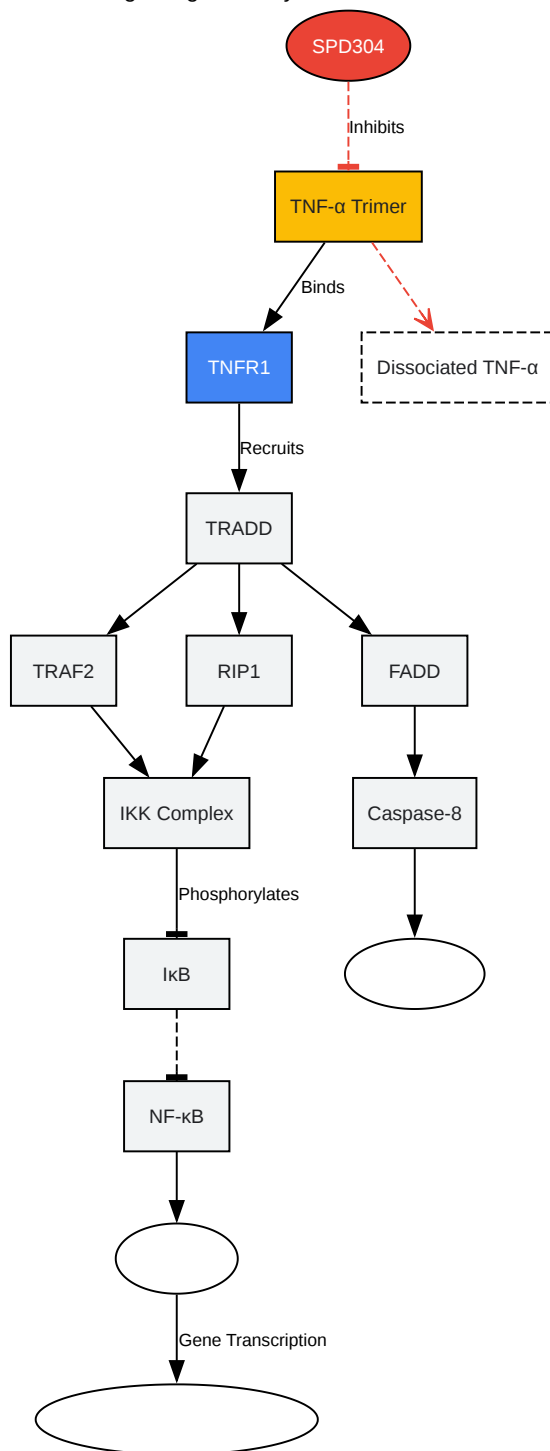 SPD304
Inhibits
TNF-α Trimer
Binds
TNFR1
Dissociated TNF-α
Recruits
TRADD
TRAF2
RIP1
FADD
IKK Complex
Caspase-8
Phosphorylates
IκB
NF-κB
Gene Transcription